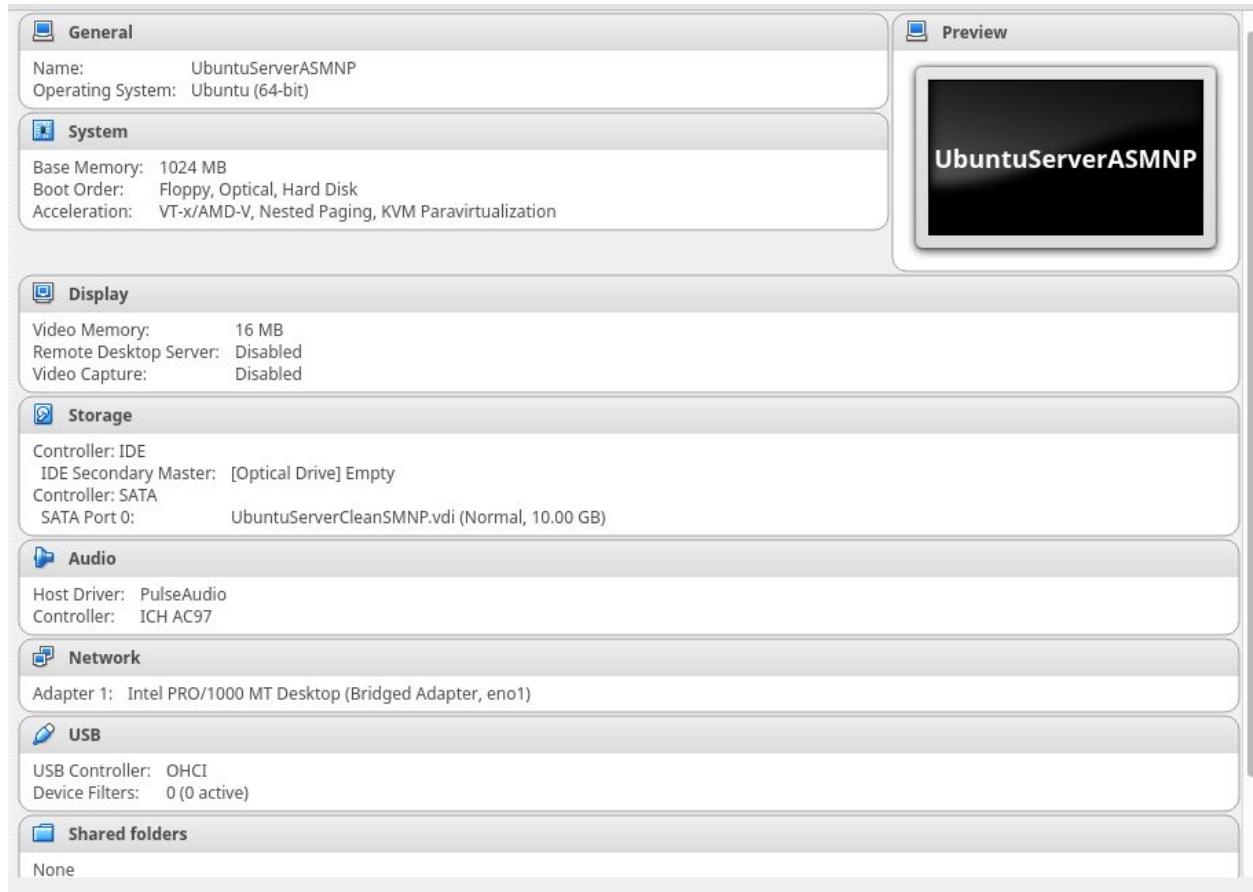 General
Name: UbuntuServerASMNP
Operating System: Ubuntu (64-bit)
System
Base Memory: 1024 MB
Boot Order: Floppy, Optical, Hard Disk
Acceleration: VT-x/AMD-V, Nested Paging, KVM Paravirtualization
Preview
UbuntuServerASMNP
Display
Video Memory: 16 MB
Remote Desktop Server: Disabled
Video Capture: Disabled
Storage
Controller: IDE
IDE Secondary Master: [Optical Drive] Empty
Controller: SATA
SATA Port 0: UbuntuServerCleanSMNP.vdi (Normal, 10.00 GB)
Audio
Host Driver: PulseAudio
Controller: ICH AC97
Network
Adapter 1: Intel PRO/1000 MT Desktop (Bridged Adapter, eno1)
USB
USB Controller: OHCI
Device Filters: 0 (0 active)
Shared folders
None